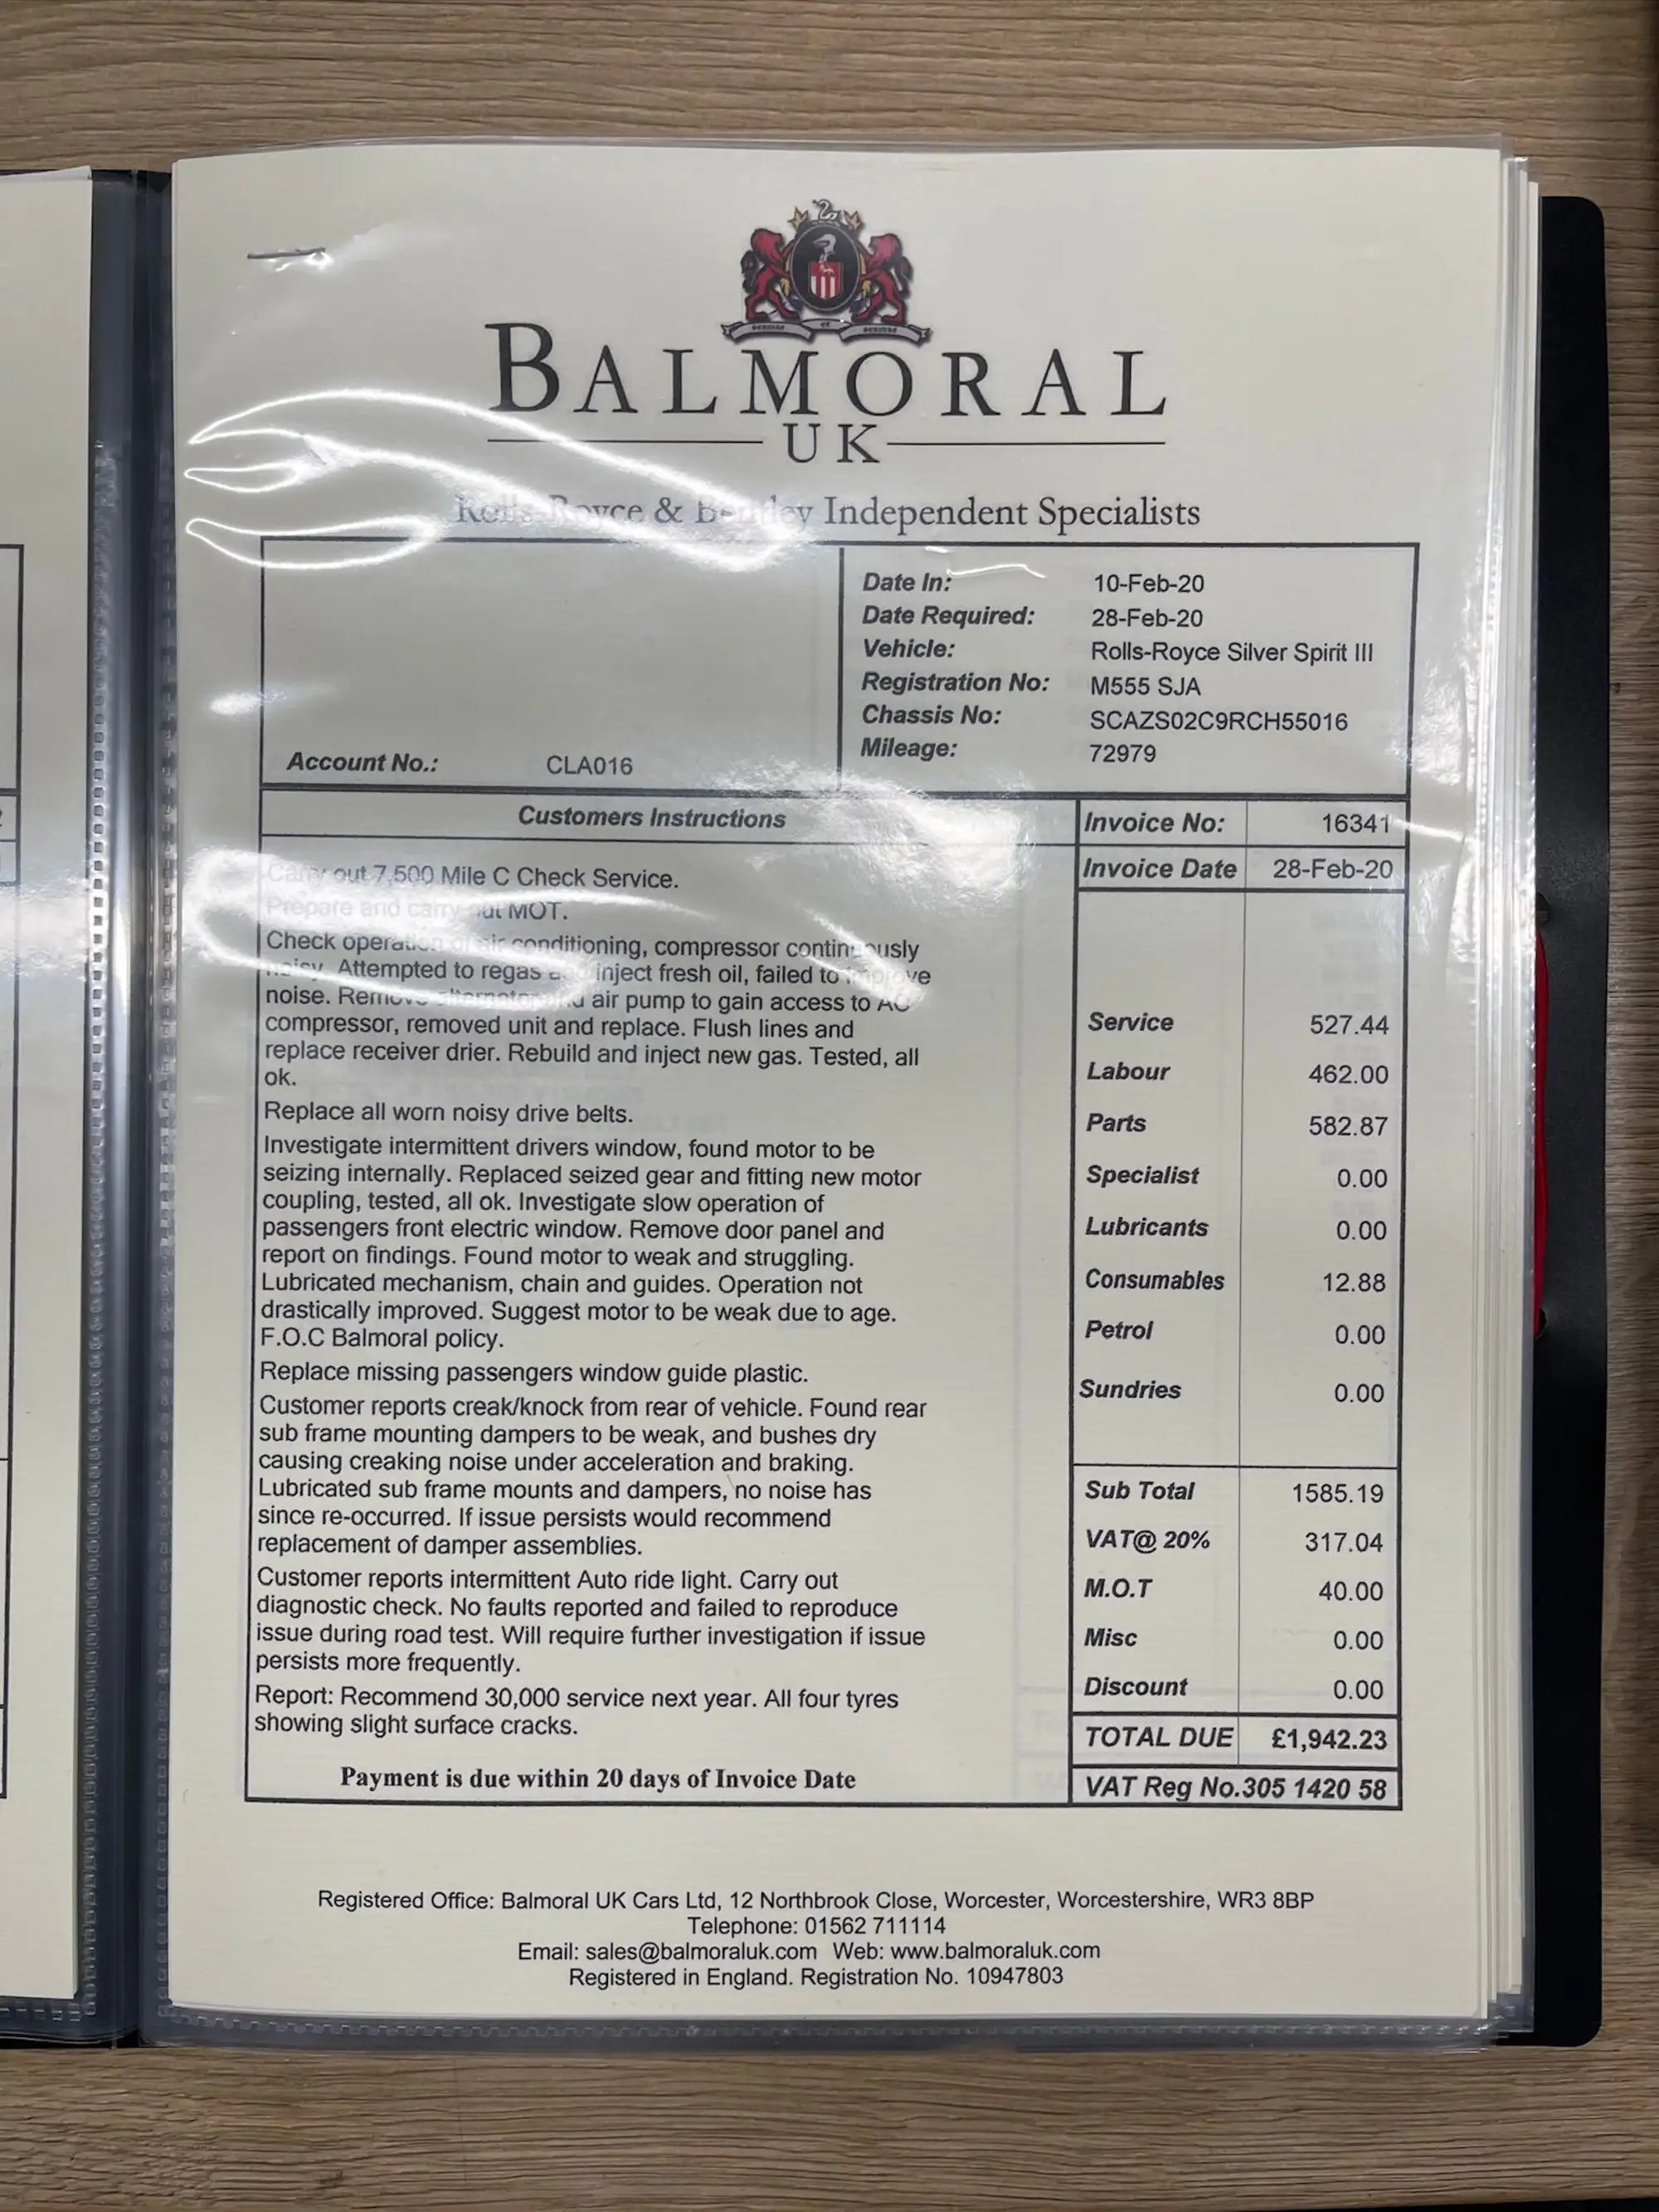 BALMORAL
UK
Rolls-Royce & Bentley Independent Specialists
Date In: 10-Feb-20
Date Required: 28-Feb-20
Vehicle: Rolls-Royce Silver Spirit III
Registration No: M555 SJA
Chassis No: SCAZS02C9RCH55016
Mileage: 72979
Account No.: CLA016
Customers Instructions
Invoice No: 16341
Invoice Date 28-Feb-20
Carry out 7,500 Mile C Check Service.
Prepare and carry out MOT.
Check operation of air conditioning, compressor continuously
noisy. Attempted to regas and inject fresh oil, failed to improve
noise. Remove alternator and air pump to gain access to AC
compressor, removed unit and replace. Flush lines and
replace receiver drier. Rebuild and inject new gas. Tested, all
ok.
Replace all worn noisy drive belts.
Investigate intermittent drivers window, found motor to be
seizing internally. Replaced seized gear and fitting new motor
coupling, tested, all ok. Investigate slow operation of
passengers front electric window. Remove door panel and
report on findings. Found motor to weak and struggling.
Lubricated mechanism, chain and guides. Operation not
drastically improved. Suggest motor to be weak due to age.
F.O.C Balmoral policy.
Replace missing passengers window guide plastic.
Customer reports creak/knock from rear of vehicle. Found rear
sub frame mounting dampers to be weak, and bushes dry
causing creaking noise under acceleration and braking.
Lubricated sub frame mounts and dampers, no noise has
since re-occurred. If issue persists would recommend
replacement of damper assemblies.
Customer reports intermittent Auto ride light. Carry out
diagnostic check. No faults reported and failed to reproduce
issue during road test. Will require further investigation if issue
persists more frequently.
Report: Recommend 30,000 service next year. All four tyres
showing slight surface cracks.
Payment is due within 20 days of Invoice Date
Service 527.44
Labour 462.00
Parts 582.87
Specialist 0.00
Lubricants 0.00
Consumables 12.88
Petrol 0.00
Sundries 0.00
Sub Total 1585.19
VAT@ 20% 317.04
M.O.T 40.00
Misc 0.00
Discount 0.00
TOTAL DUE £1,942.23
VAT Reg No.305 1420 58
Registered Office: Balmoral UK Cars Ltd, 12 Northbrook Close, Worcester, Worcestershire, WR3 8BP
Telephone: 01562 711114
Email: sales@balmoraluk.com Web: www.balmoraluk.com
Registered in England. Registration No. 10947803